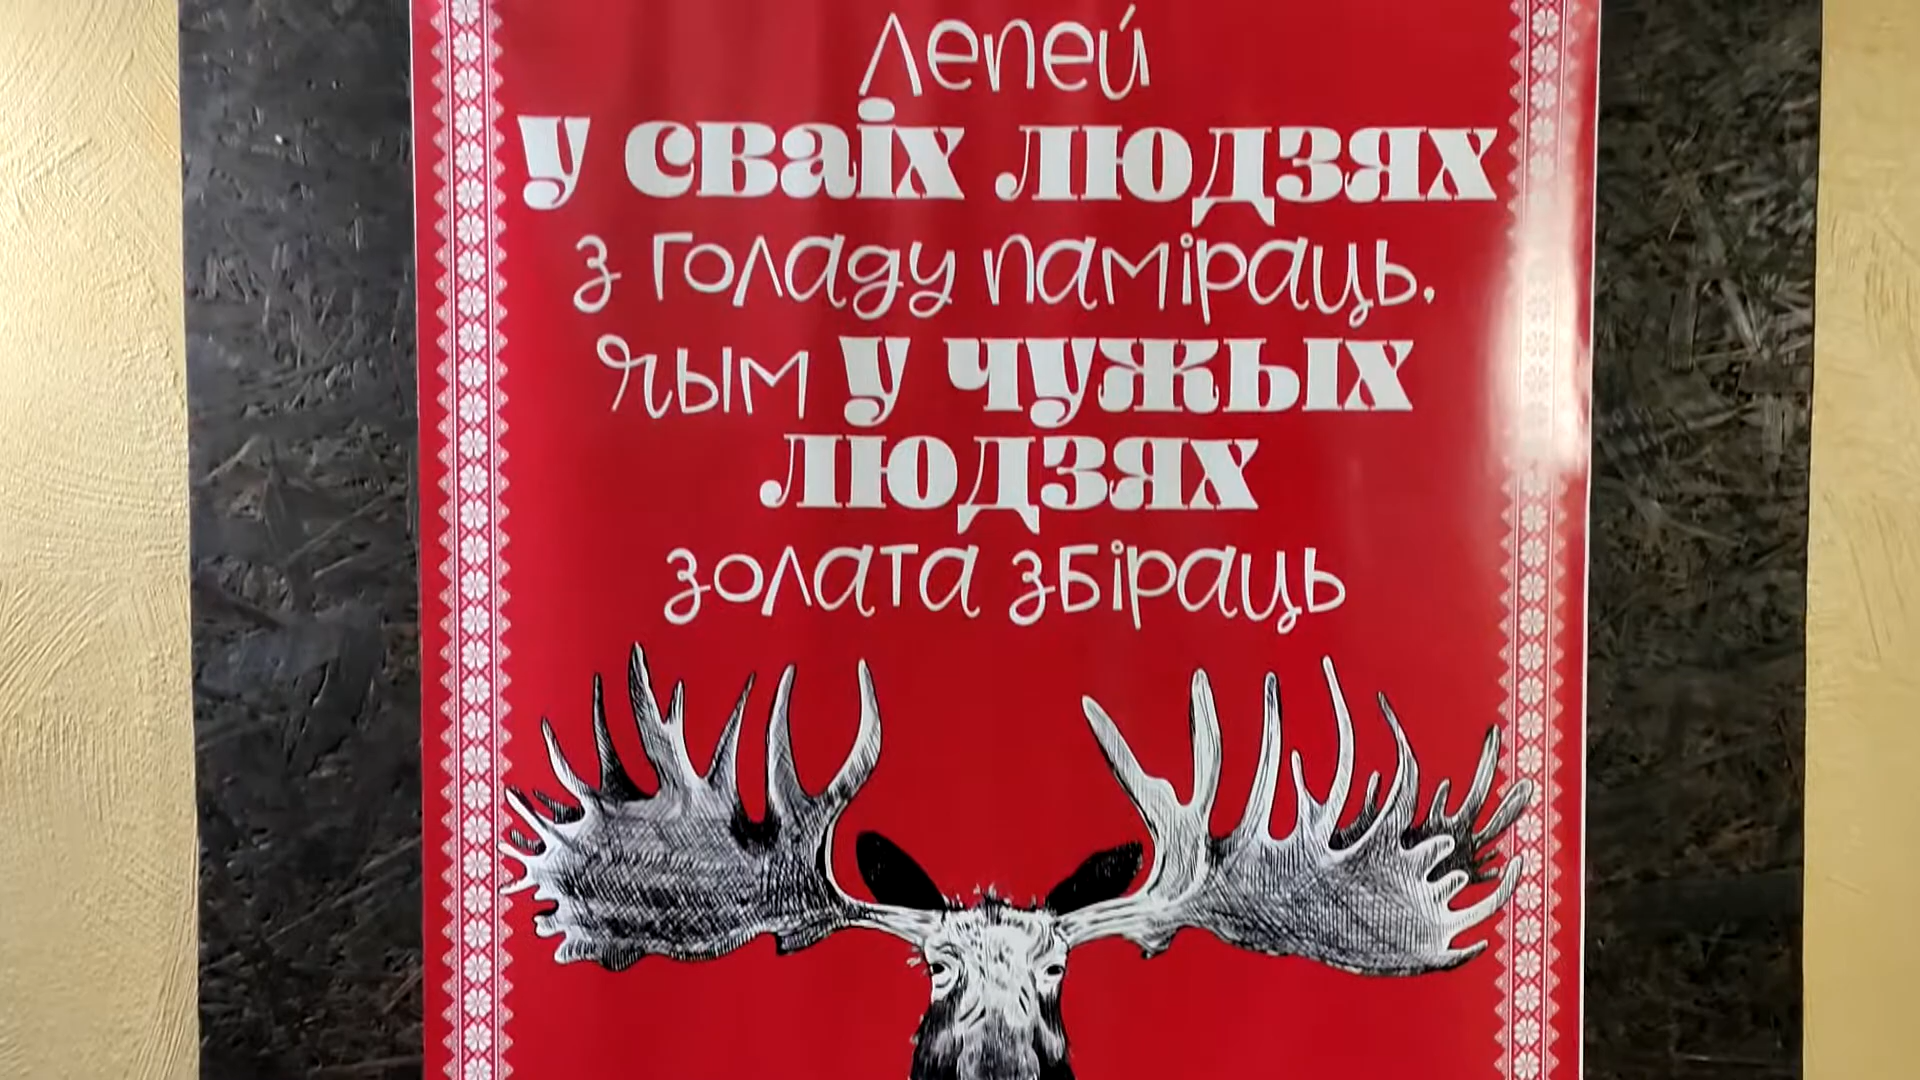 лепей
у сваіх людзях
з голаду паміраць.
чым у чужых
людзях
золата збіраць